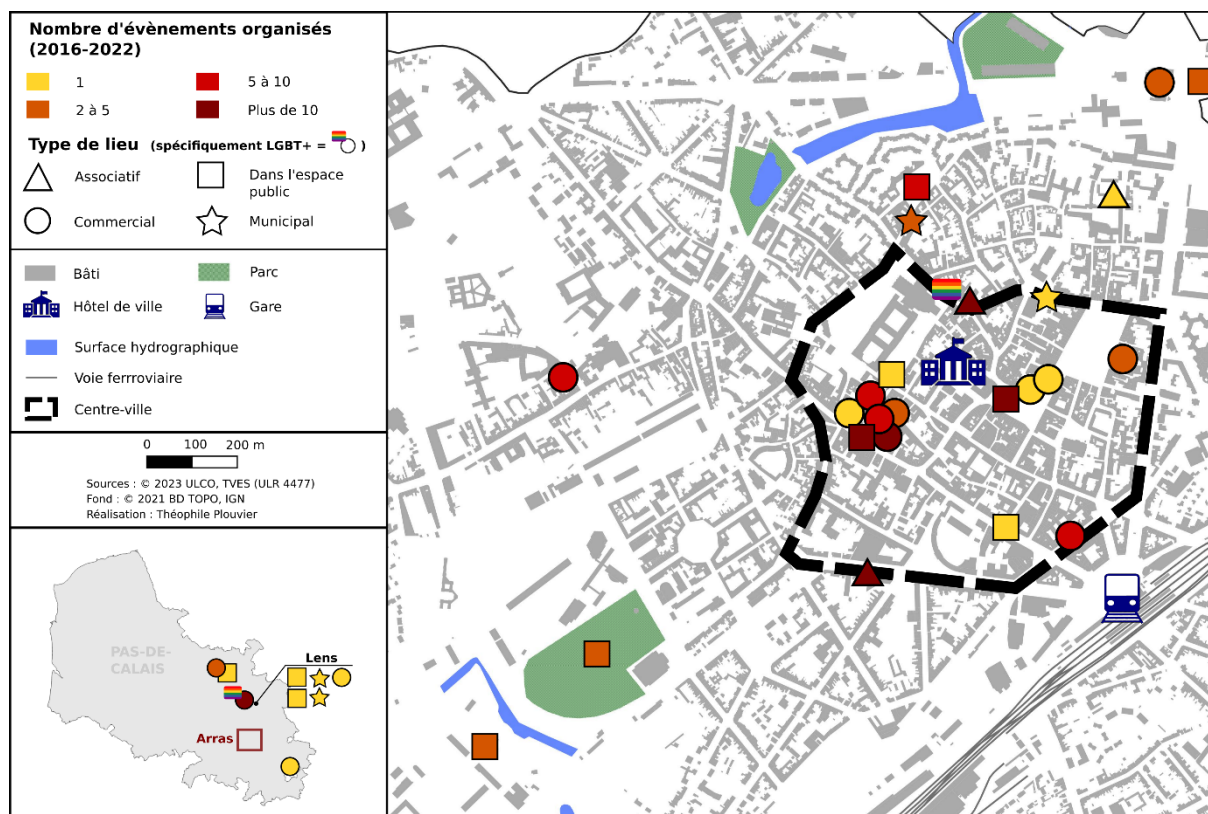 Nombre d'évènements organisés
(2016-2022)
1
5 à 10
2 à 5
Plus de 10
Type de lieu (spécifiquement LGBT+ = )
Associatif
Dans l'espace
public
Commercial
Municipal
Bâti
Parc
Hôtel de ville
Gare
Surface hydrographique
Voie ferrroviaire
Centre-ville
0 100 200 m
Sources : © 2023 ULCO, TVES (ULR 4477)
Fond : © 2021 BD TOPO, IGN
Réalisation : Théophile Plouvier
PAS-DE-
CALAIS
Lens
Arras